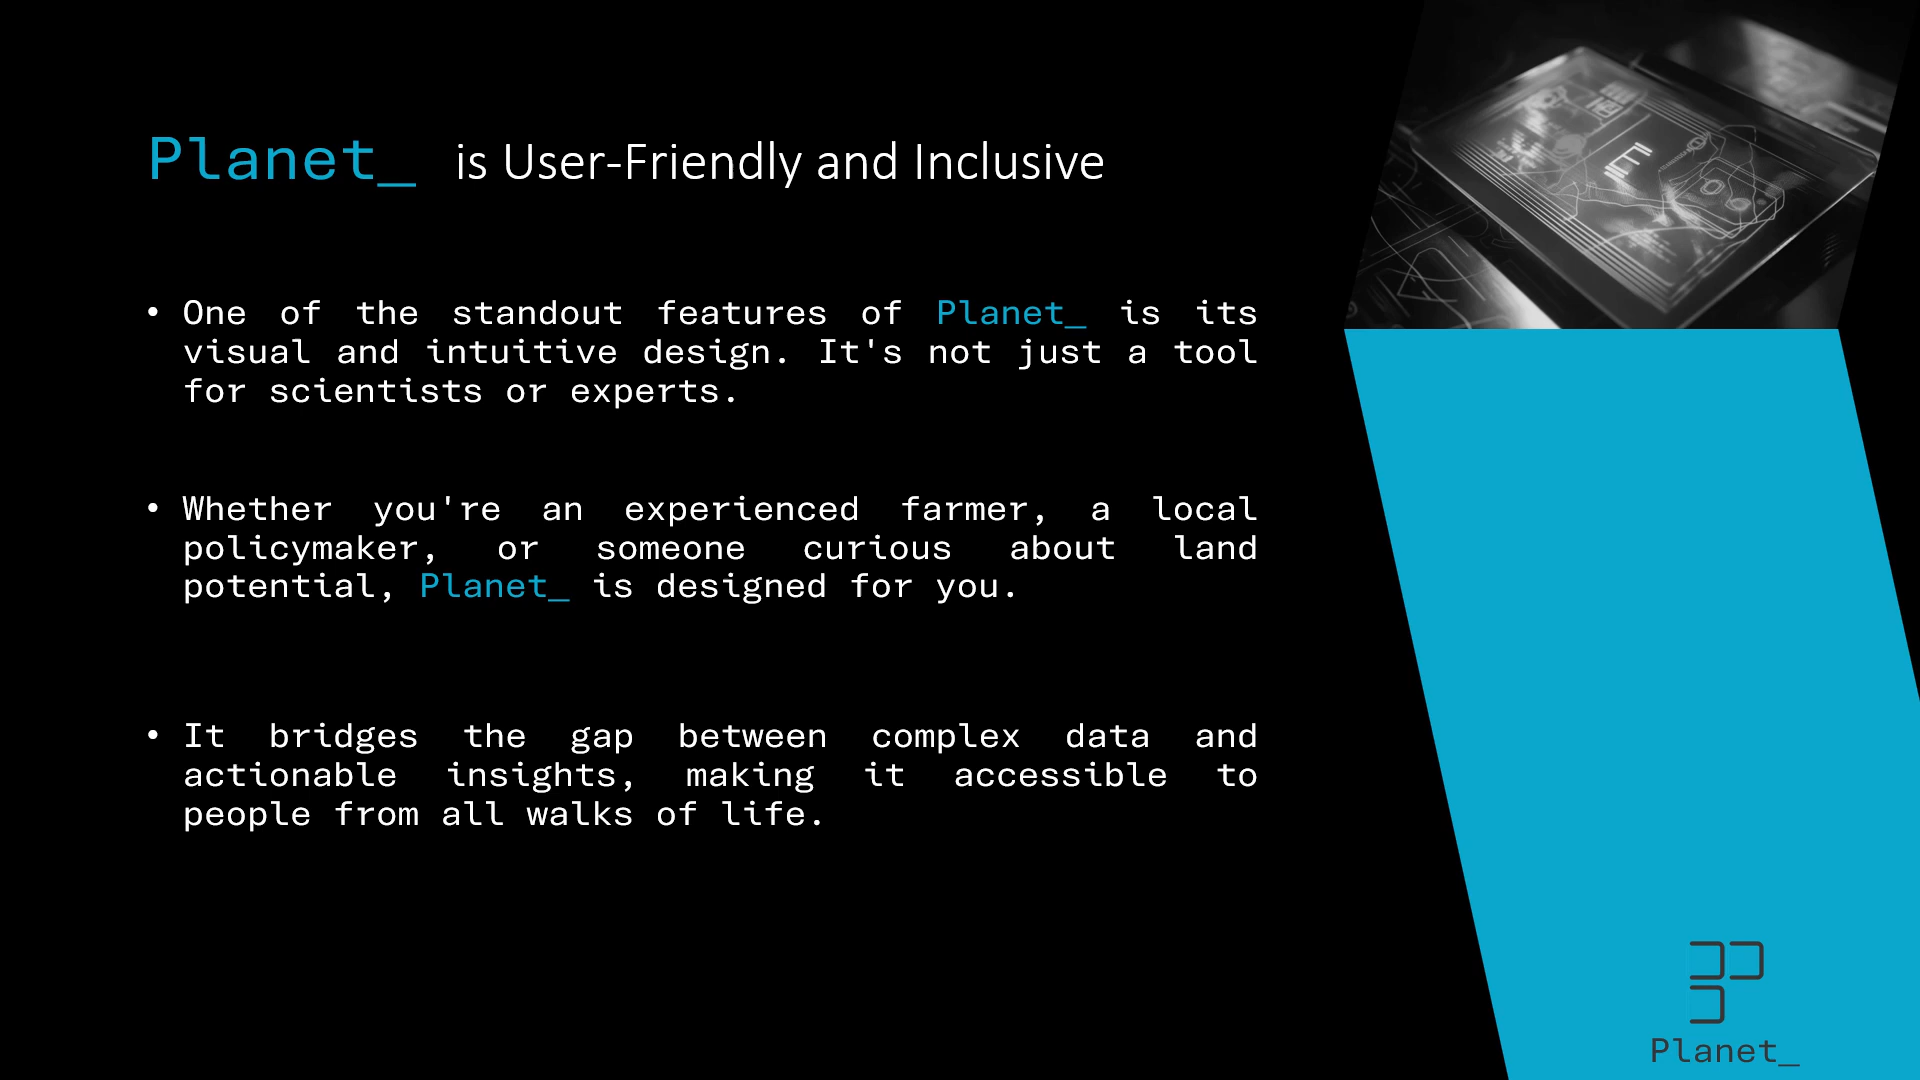 Planet_ is User-Friendly and Inclusive
• One of the standout features of Planet_ is its
visual and intuitive design. It's not just a tool
for scientists or experts.
• Whether you're an experienced farmer, a local
policymaker, or someone curious about land
potential, Planet_ is designed for you.
• It bridges the gap between complex data and
actionable insights, making it accessible to
people from all walks of life.
Planet_